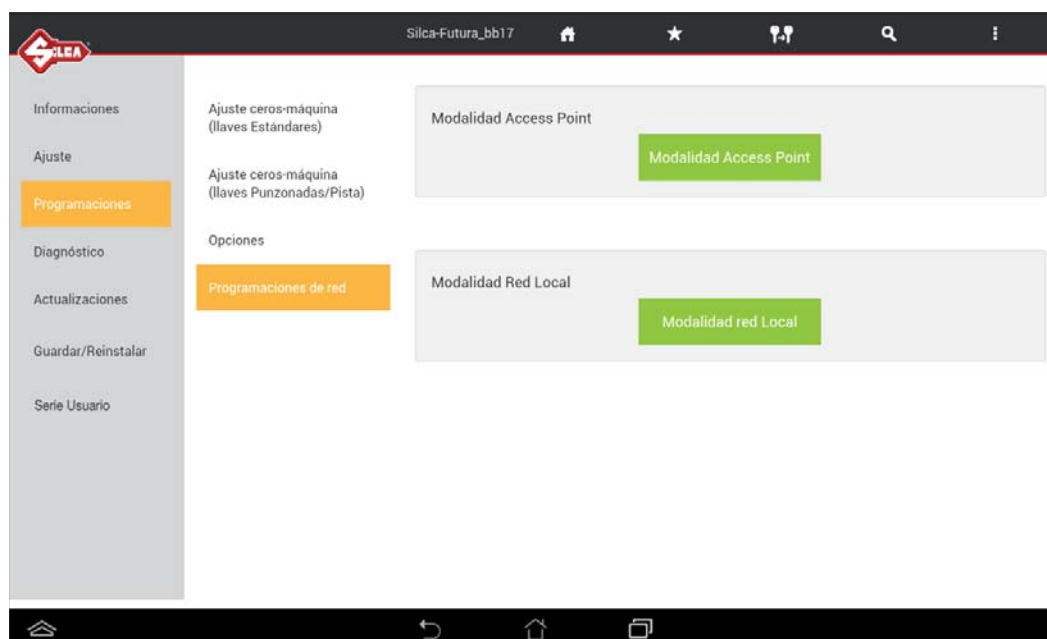 SILCA
Silca-Futura_bb17
Informaciones
Ajuste
Programaciones
Diagnóstico
Actualizaciones
Guardar/Reinstalar
Serie Usuario
Ajuste ceros-máquina
(llaves Estándares)
Ajuste ceros-máquina
(llaves Punzonadas/Pista)
Opciones
Programaciones de red
Modalidad Access Point
Modalidad Access Point
Modalidad Red Local
Modalidad red Local